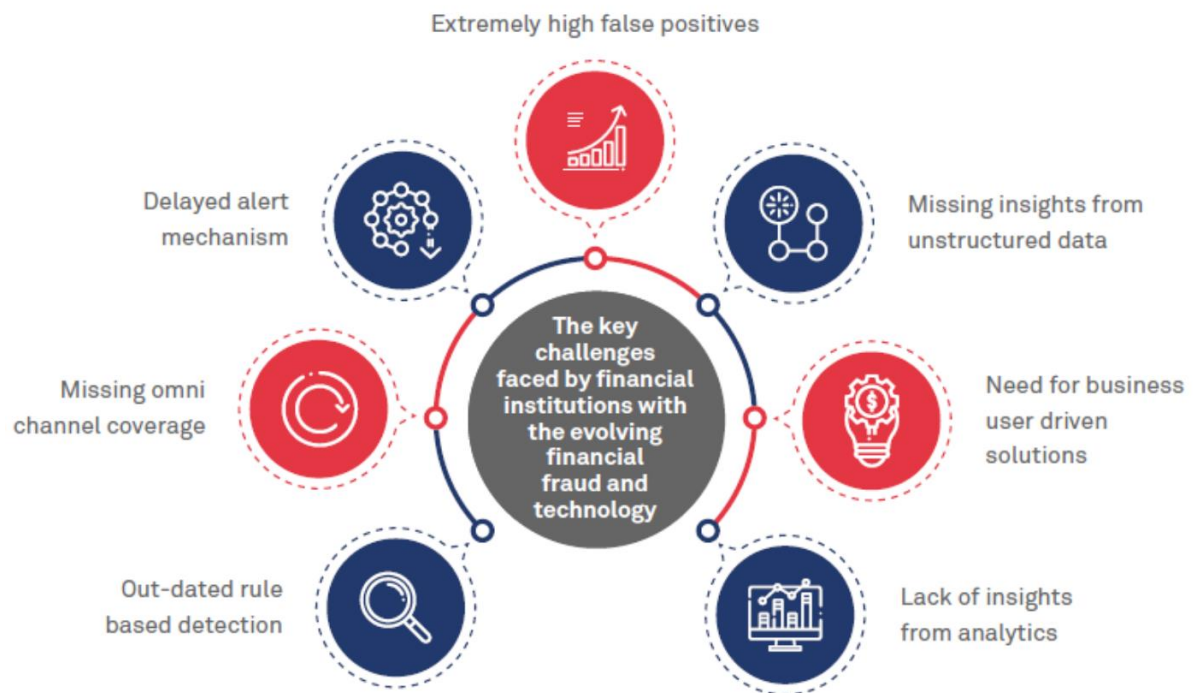 Extremely high false positives
Delayed alert
mechanism
Missing insights from
unstructured data
The key
challenges
faced by financial
institutions with
the evolving
financial
fraud and
technology
Missing omni
channel coverage
Need for business
user driven
solutions
$
Out-dated rule
based detection
Lack of insights
from analytics